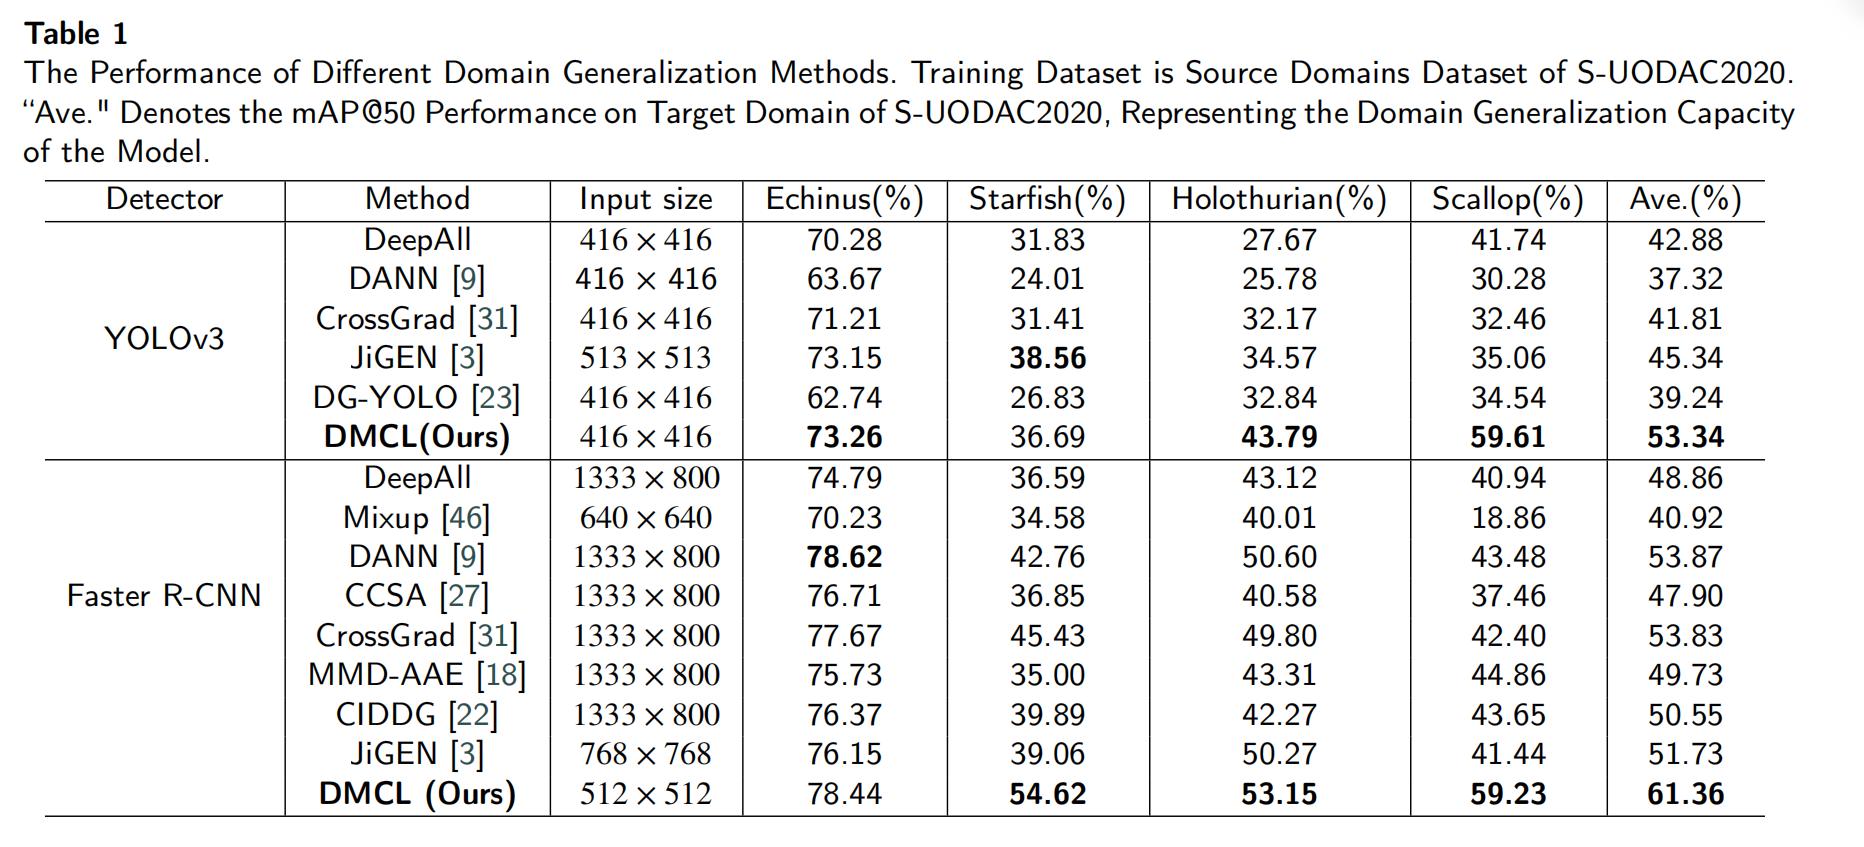 Table 1
The Performance of Different Domain Generalization Methods. Training Dataset is Source Domains Dataset of S-UODAC2020.
“Ave." Denotes the mAP@50 Performance on Target Domain of S-UODAC2020, Representing the Domain Generalization Capacity
of the Model.
Detector Method Input size Echinus(%) Starfish(%) Holothurian(%) Scallop(%) Ave.(%)
DeepAll 416 × 416 70.28 31.83 27.67 41.74 42.88
DANN [9] 416 × 416 63.67 24.01 25.78 30.28 37.32
CrossGrad [31] 416 × 416 71.21 31.41 32.17 32.46 41.81
YOLOv3
JiGEN [3] 513 × 513 73.15 38.56 34.57 35.06 45.34
DG-YOLO [23] 416 × 416 62.74 26.83 32.84 34.54 39.24
DMCL(Ours) 416 × 416 73.26 36.69 43.79 59.61 53.34
DeepAll 1333 × 800 74.79 36.59 43.12 40.94 48.86
Mixup [46] 640 × 640 70.23 34.58 40.01 18.86 40.92
DANN [9] 1333 × 800 78.62 42.76 50.60 43.48 53.87
Faster R-CNN CCSA [27] 1333 × 800 76.71 36.85 40.58 37.46 47.90
CrossGrad [31] 1333 × 800 77.67 45.43 49.80 42.40 53.83
MMD-AAE [18] 1333 × 800 75.73 35.00 43.31 44.86 49.73
CIDDG [22] 1333 × 800 76.37 39.89 42.27 43.65 50.55
JiGEN [3] 768 × 768 76.15 39.06 50.27 41.44 51.73
DMCL (Ours) 512 × 512 78.44 54.62 53.15 59.23 61.36